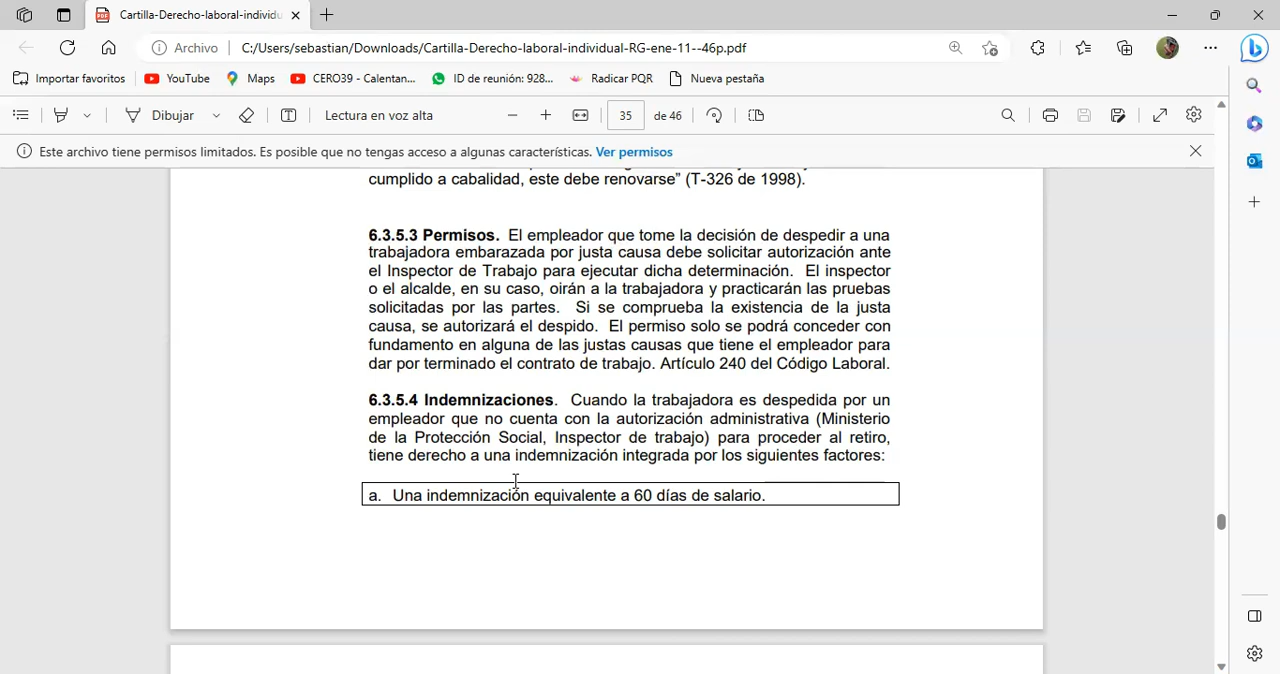 Cartilla-Derecho-laboral-individu
Archivo C:/Users/sebastian/Downloads/Cartilla-Derecho-laboral-individual-RG-ene-11--46p.pdf
Importar favoritos YouTube Maps CERO39 - Calentan... ID de reunión: 928... Radicar PQR Nueva pestaña
Dibujar Lectura en voz alta 35 de 46
Este archivo tiene permisos limitados. Es posible que no tengas acceso a algunas características. Ver permisos
cumplido a cabalidad, este debe renovarse” (T-326 de 1998).
6.3.5.3 Permisos. El empleador que tome la decisión de despedir a una
trabajadora embarazada por justa causa debe solicitar autorización ante
el Inspector de Trabajo para ejecutar dicha determinación. El inspector
o el alcalde, en su caso, oirán a la trabajadora y practicarán las pruebas
solicitadas por las partes. Si se comprueba la existencia de la justa
causa, se autorizará el despido. El permiso solo se podrá conceder con
fundamento en alguna de las justas causas que tiene el empleador para
dar por terminado el contrato de trabajo. Artículo 240 del Código Laboral.
6.3.5.4 Indemnizaciones. Cuando la trabajadora es despedida por un
empleador que no cuenta con la autorización administrativa (Ministerio
de la Protección Social, Inspector de trabajo) para proceder al retiro,
tiene derecho a una indemnización integrada por los siguientes factores:
a. Una indemnización equivalente a 60 días de salario.